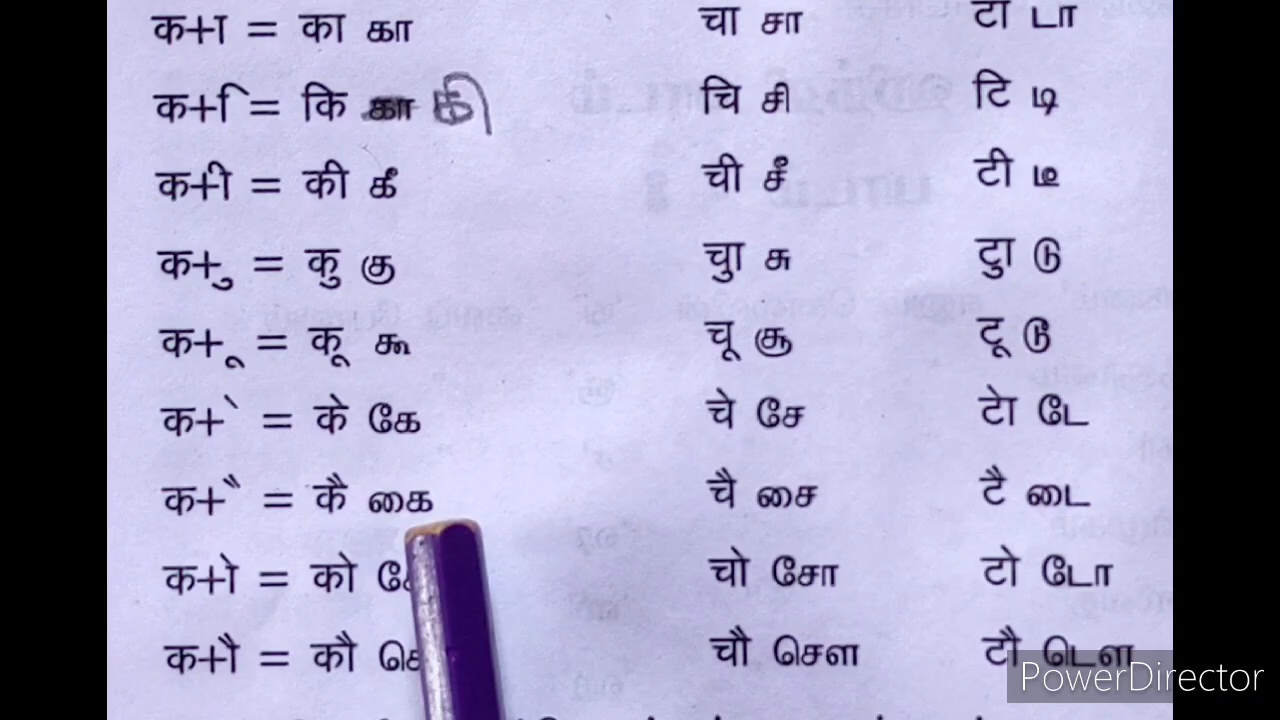 क+ा = का கா चा சா टा டா
क+ि = कि கா கி चि சி टि டி
क+ी = की கீ ची சீ टी டீ
क+ु = कु கு चुा சு टुा டு
क+ू = कू கூ चू சூ टू டூ
क+े = के கே चे சே टेा டே
क+ै = कै கை चै சை टै டை
क+ो = को चो சோ टो டோ
क+ौ = कौ चौ சௌ टौ டௌ
PowerDirector